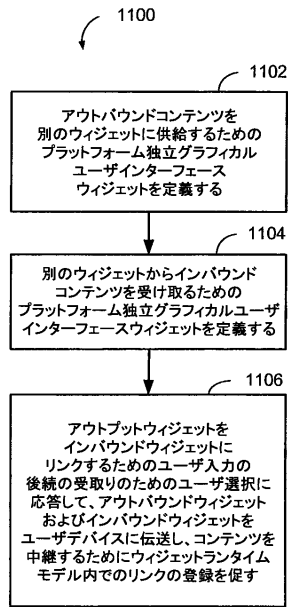 1100
1102
アウトバウンドコンテンツを
別のウィジェットに供給するための
プラットフォーム独立グラフィカル
ユーザインターフェース
ウィジェットを定義する
1104
別のウィジェットからインバウンド
コンテンツを受け取るための
プラットフォーム独立グラフィカルユーザ
インターフェースウィジェットを定義する
1106
アウトプットウィジェットを
インバウンドウィジェットに
リンクするためのユーザ入力の
後続の受取りのためのユーザ選択に
応答して、アウトバウンドウィジェット
およびインバウンドウィジェットを
ユーザデバイスに伝送し、コンテンツを
中継するためにウィジェットランタイム
モデル内でのリンクの登録を促す